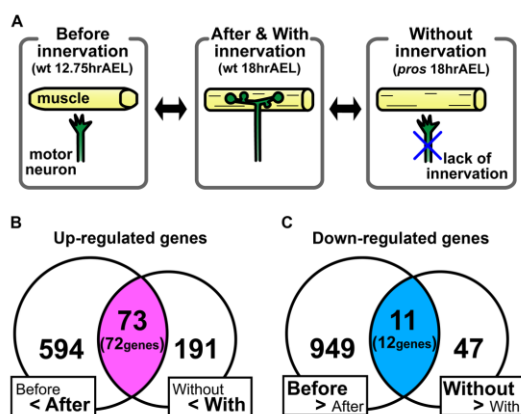 A
Before
innervation
(wt 12.75hrAEL)
muscle
motor
neuron
After & With
innervation
(wt 18hrAEL)
Without
innervation
(pros 18hrAEL)
lack of
innervation
B
Up-regulated genes
594
73
(72genes)
191
Before
< After
Without
< With
C
Down-regulated genes
949
11
(12genes)
47
Before
> After
Without
> With